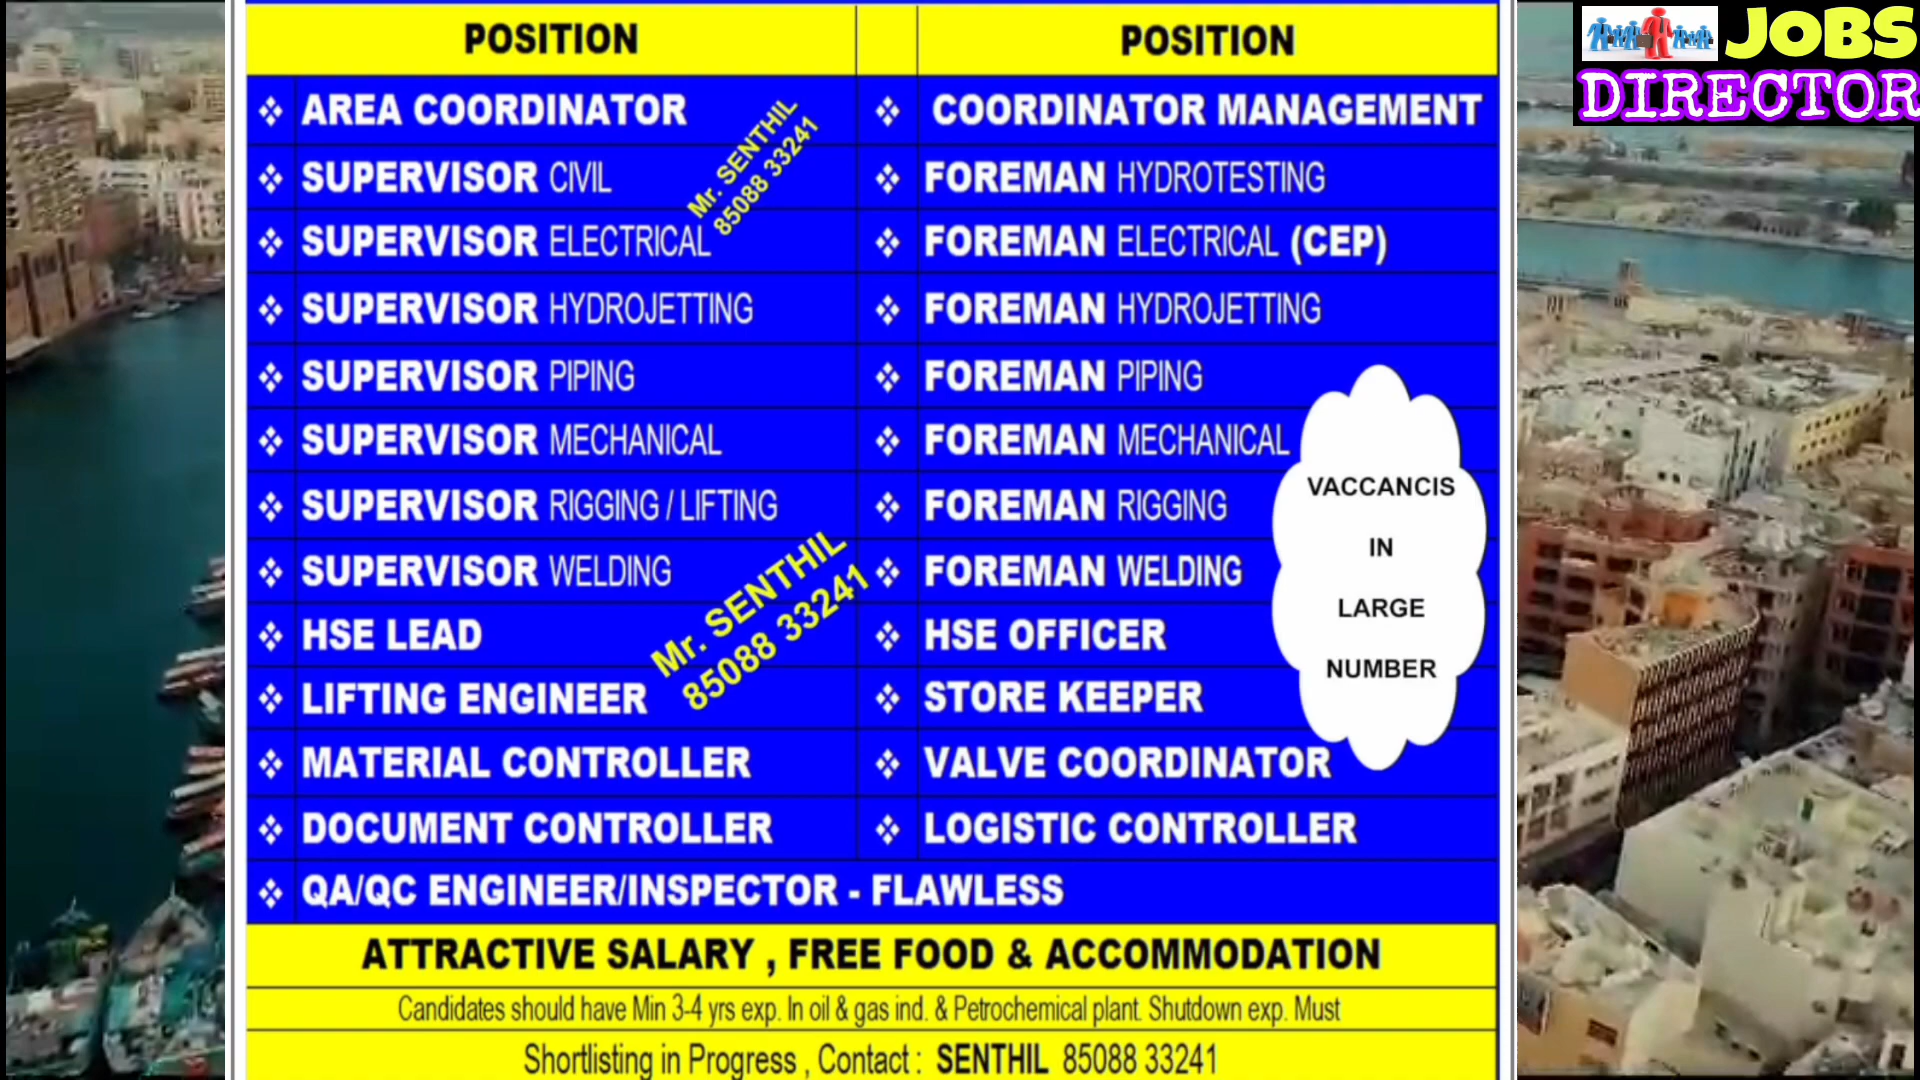 JOBS
DIRECTOR
POSITION
POSITION
❖ AREA COORDINATOR
❖ COORDINATOR MANAGEMENT
❖ SUPERVISOR CIVIL
❖ FOREMAN HYDROTESTING
❖ SUPERVISOR ELECTRICAL
❖ FOREMAN ELECTRICAL (CEP)
❖ SUPERVISOR HYDROJETTING
❖ FOREMAN HYDROJETTING
❖ SUPERVISOR PIPING
❖ FOREMAN PIPING
❖ SUPERVISOR MECHANICAL
❖ FOREMAN MECHANICAL
❖ SUPERVISOR RIGGING / LIFTING
❖ FOREMAN RIGGING
❖ SUPERVISOR WELDING
❖ FOREMAN WELDING
❖ HSE LEAD
❖ HSE OFFICER
❖ LIFTING ENGINEER
❖ STORE KEEPER
❖ MATERIAL CONTROLLER
❖ VALVE COORDINATOR
❖ DOCUMENT CONTROLLER
❖ LOGISTIC CONTROLLER
❖ QA/QC ENGINEER/INSPECTOR - FLAWLESS
Mr. SENTHIL
85088 33241
Mr. SENTHIL
85088 33241
VACCANCIS
IN
LARGE
NUMBER
ATTRACTIVE SALARY , FREE FOOD & ACCOMMODATION
Candidates should have Min 3-4 yrs exp. In oil & gas ind. & Petrochemical plant. Shutdown exp. Must
Shortlisting in Progress , Contact : SENTHIL 85088 33241